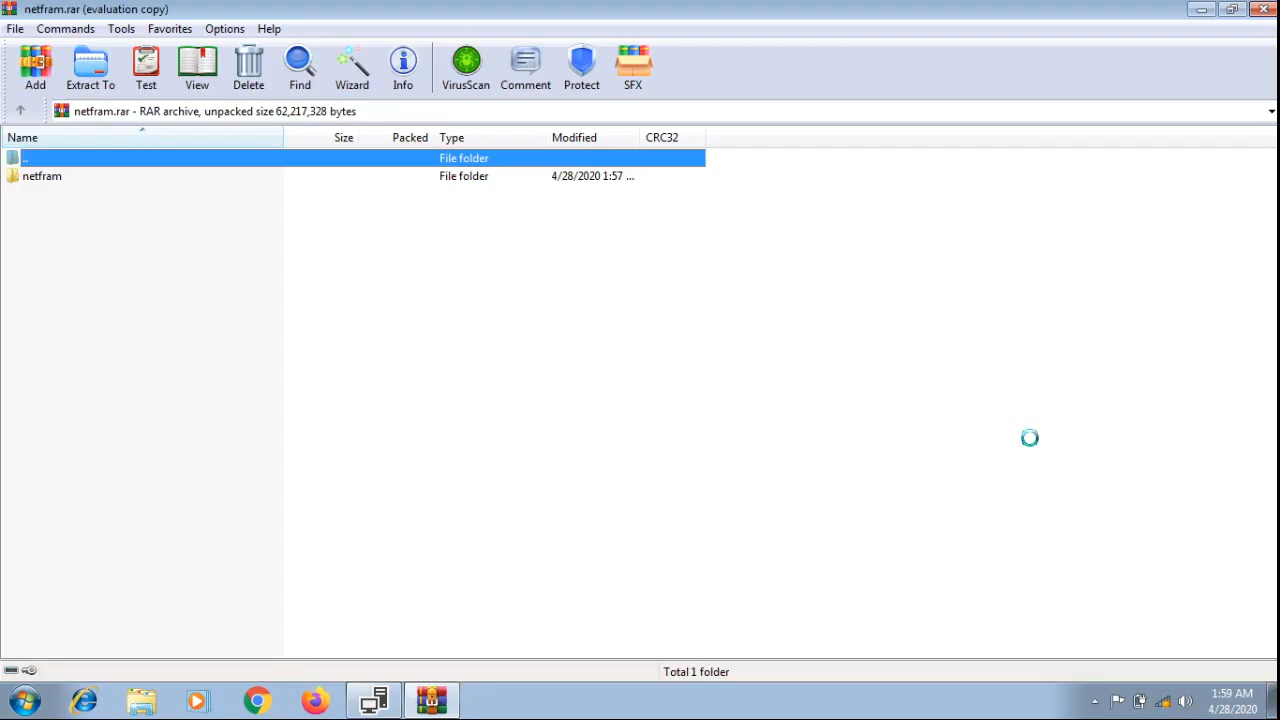 netfram.rar (evaluation copy)
File Commands Tools Favorites Options Help
Add Extract To Test View Delete Find Wizard Info VirusScan Comment Protect SFX
netfram.rar - RAR archive, unpacked size 62,217,328 bytes
Name Size Packed Type Modified CRC32
.. File folder
netfram File folder 4/28/2020 1:57 ...
Total 1 folder
1:59 AM
4/28/2020